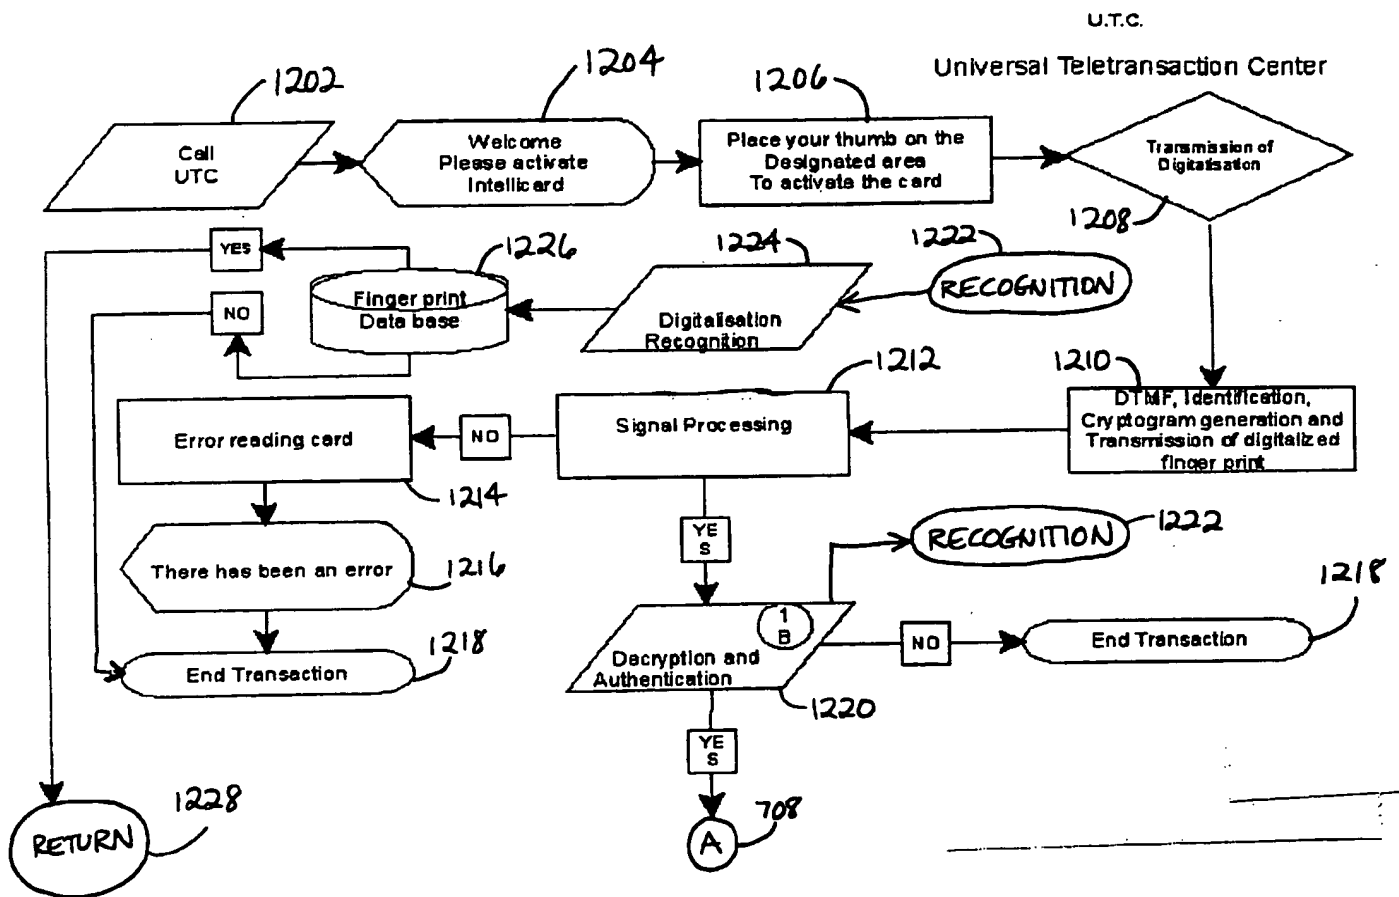 U.T.C.
Universal Teletransaction Center
1202
1204
1206
Call
UTC
Welcome
Please activate
Intellicard
Place your thumb on the
Designated area
To activate the card
Transmission of
Digitalisation
1208
YES
NO
1226
Finger print
Data base
1224
Digitalisation
Recognition
1222
RECOGNITION
1212
1210
Error reading card
NO
Signal Processing
DTMF, Identification,
Cryptogram generation and
Transmission of digitalized
finger print
1214
YE
S
RECOGNITION
1222
There has been an error
1216
1218
End Transaction
1
B
Decryption and
Authentication
1220
NO
End Transaction
1218
YE
S
RETURN
1228
A
708